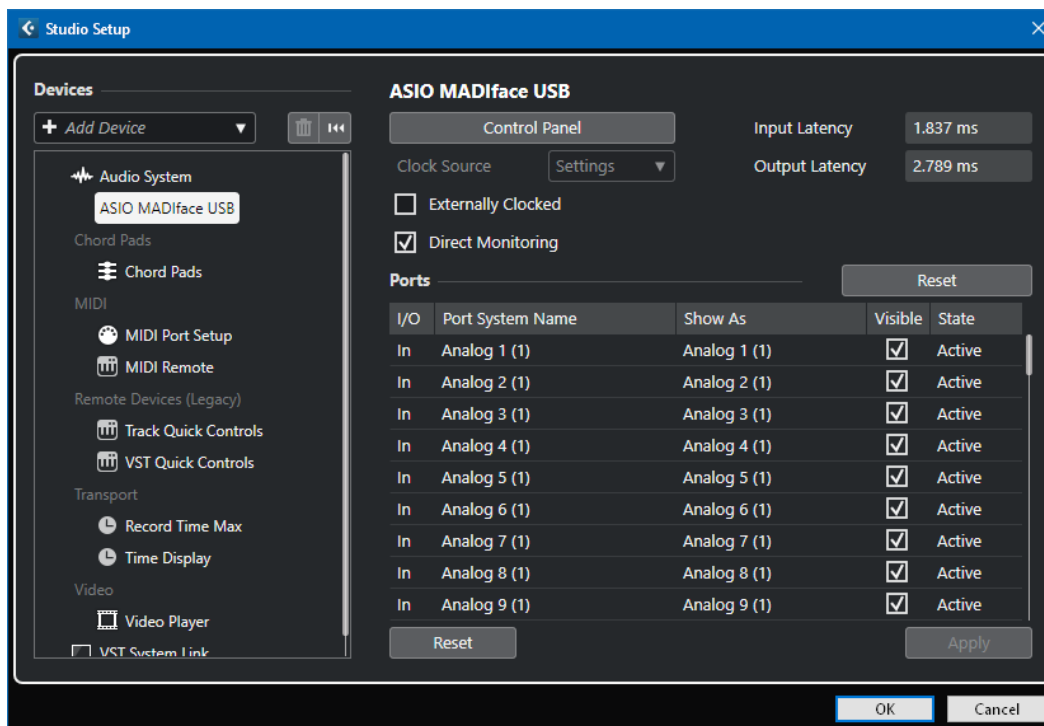 Studio Setup
Devices
Add Device
Audio System
ASIO MADIface USB
Chord Pads
Chord Pads
MIDI
MIDI Port Setup
MIDI Remote
Remote Devices (Legacy)
Track Quick Controls
VST Quick Controls
Transport
Record Time Max
Time Display
Video
Video Player
VST System Link
ASIO MADIface USB
Control Panel
Input Latency 1.837 ms
Clock Source Settings
Output Latency 2.789 ms
Externally Clocked
Direct Monitoring
Ports Reset
I/O Port System Name Show As Visible State
In Analog 1 (1) Analog 1 (1) Active
In Analog 2 (1) Analog 2 (1) Active
In Analog 3 (1) Analog 3 (1) Active
In Analog 4 (1) Analog 4 (1) Active
In Analog 5 (1) Analog 5 (1) Active
In Analog 6 (1) Analog 6 (1) Active
In Analog 7 (1) Analog 7 (1) Active
In Analog 8 (1) Analog 8 (1) Active
In Analog 9 (1) Analog 9 (1) Active
Reset Apply
OK Cancel